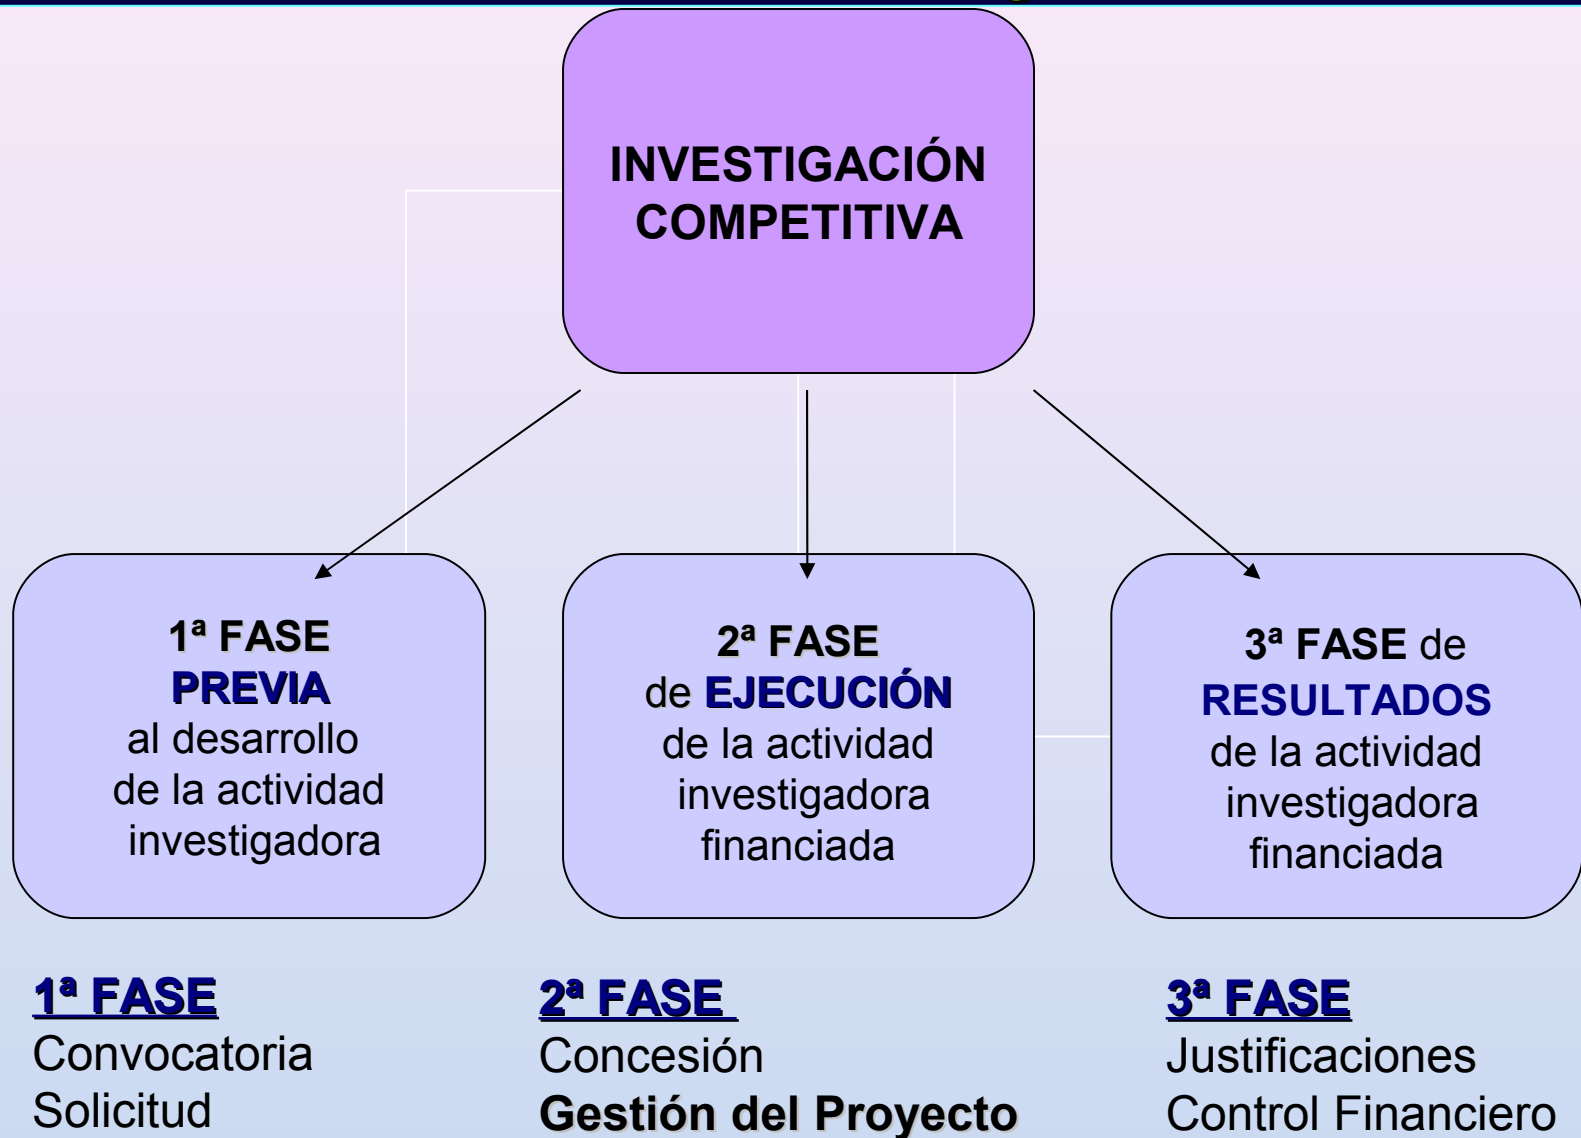 INVESTIGACIÓN
COMPETITIVA
1ª FASE
PREVIA
al desarrollo
de la actividad
investigadora
2ª FASE
de EJECUCIÓN
de la actividad
investigadora
financiada
3ª FASE de
RESULTADOS
de la actividad
investigadora
financiada
1ª FASE
Convocatoria
Solicitud
2ª FASE
Concesión
Gestión del Proyecto
3ª FASE
Justificaciones
Control Financiero